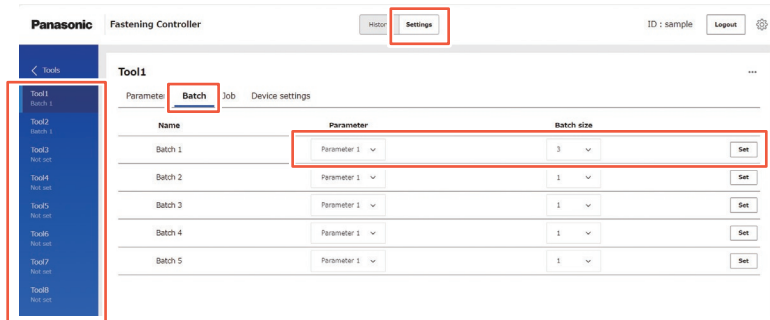 Panasonic Fastening Controller Histor Settings ID : sample Logout
Tools
Tool1
Batch 1
Tool2
Batch 1
Tool3
Not set
Tool4
Not set
Tool5
Not set
Tool6
Not set
Tool7
Not set
Tool8
Not set
Tool1 ...
Parameter Batch Job Device settings
Name Parameter Batch size
Batch 1 Parameter 1 3 Set
Batch 2 Parameter 1 1 Set
Batch 3 Parameter 1 1 Set
Batch 4 Parameter 1 1 Set
Batch 5 Parameter 1 1 Set